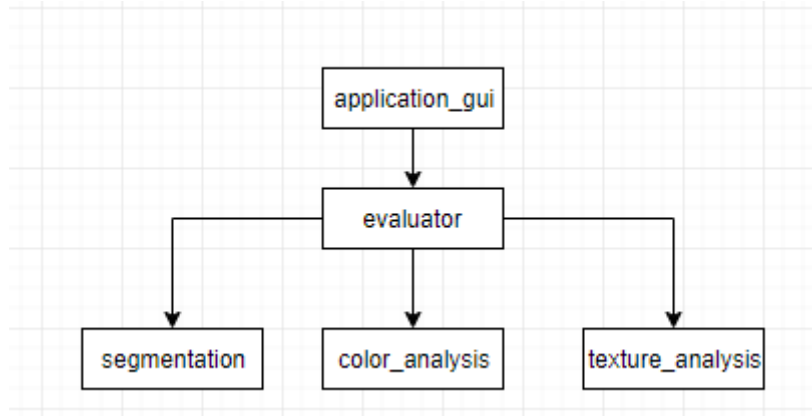 application_gui
evaluator
segmentation
color_analysis
texture_analysis